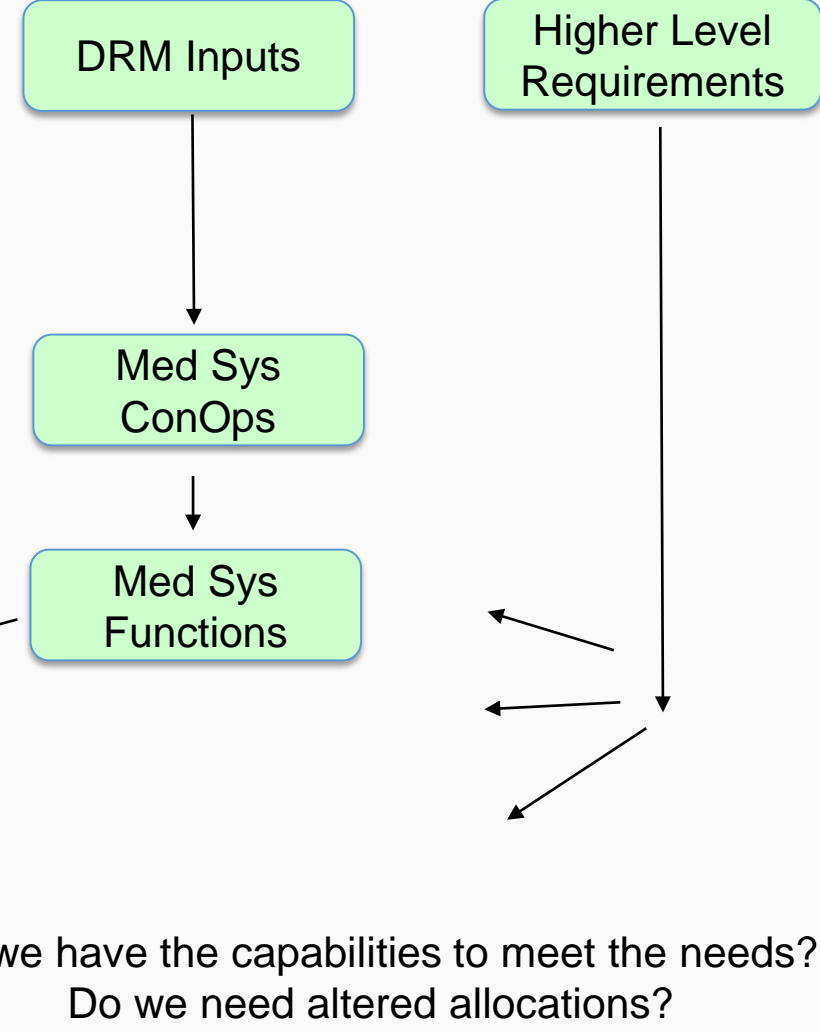 DRM Inputs
Higher Level
Requirements
Med Sys
ConOps
Med Sys
Functions
we have the capabilities to meet the needs?
Do we need altered allocations?